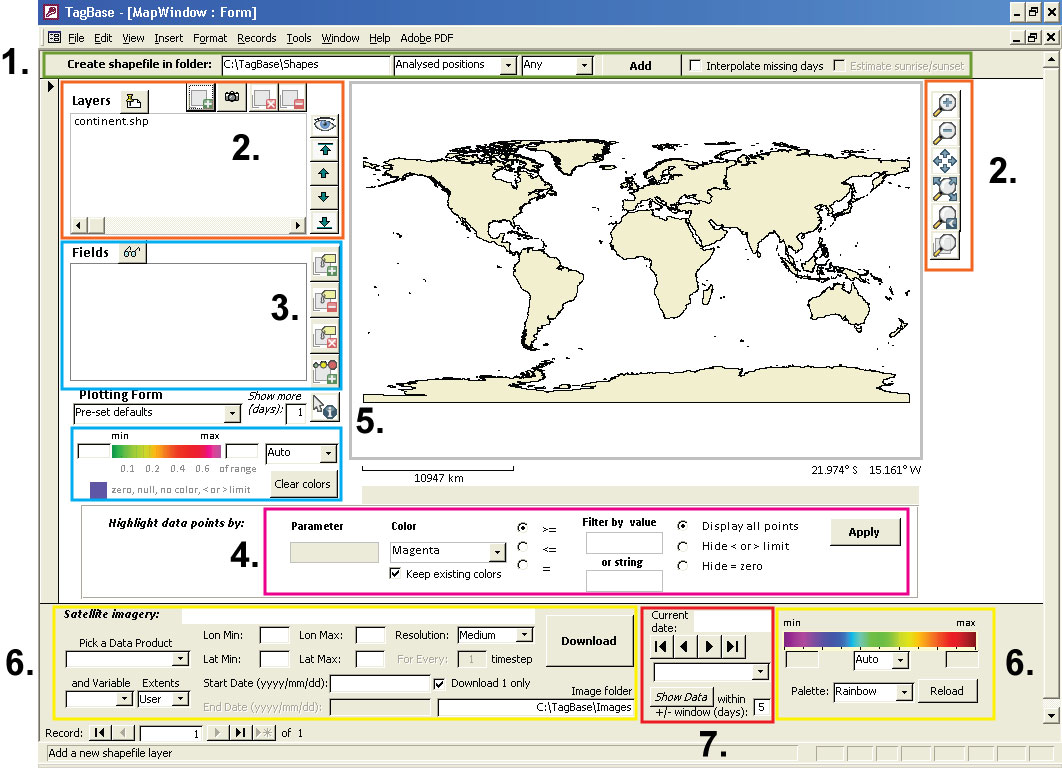 TagBase - [MapWindow : Form]
File Edit View Insert Format Records Tools Window Help Adobe PDF
1.
Create shapefile in folder: C:\TagBase\Shapes Analysed positions Any Add Interpolate missing days Estimate sunrise/sunset
Layers
continent.shp
2.
2.
Fields
3.
Plotting Form
Show more
(days): 1
Pre-set defaults
5.
min max
Auto
0.1 0.2 0.4 0.6 of range
zero, null, no color, < or > limit
Clear colors
10947 km
21.974° S 15.161° W
Highlight data points by:
4.
Parameter Color >= Filter by value Display all points Apply
Magenta <= Hide < or > limit
Keep existing colors = or string Hide = zero
6.
Satellite imagery:
Pick a Data Product
Lon Min: Lon Max: Resolution: Medium Download
Lat Min: Lat Max: For Every: 1 timestep
and Variable Extents
User
Start Date (yyyy/mm/dd): Download 1 only
End Date (yyyy/mm/dd):
Image folder
C:\TagBase\Images
Current
date:
Show Data within
+/- window (days): 5
7.
min max
Auto
Palette: Rainbow Reload
6.
Record: 1 of 1
Add a new shapefile layer